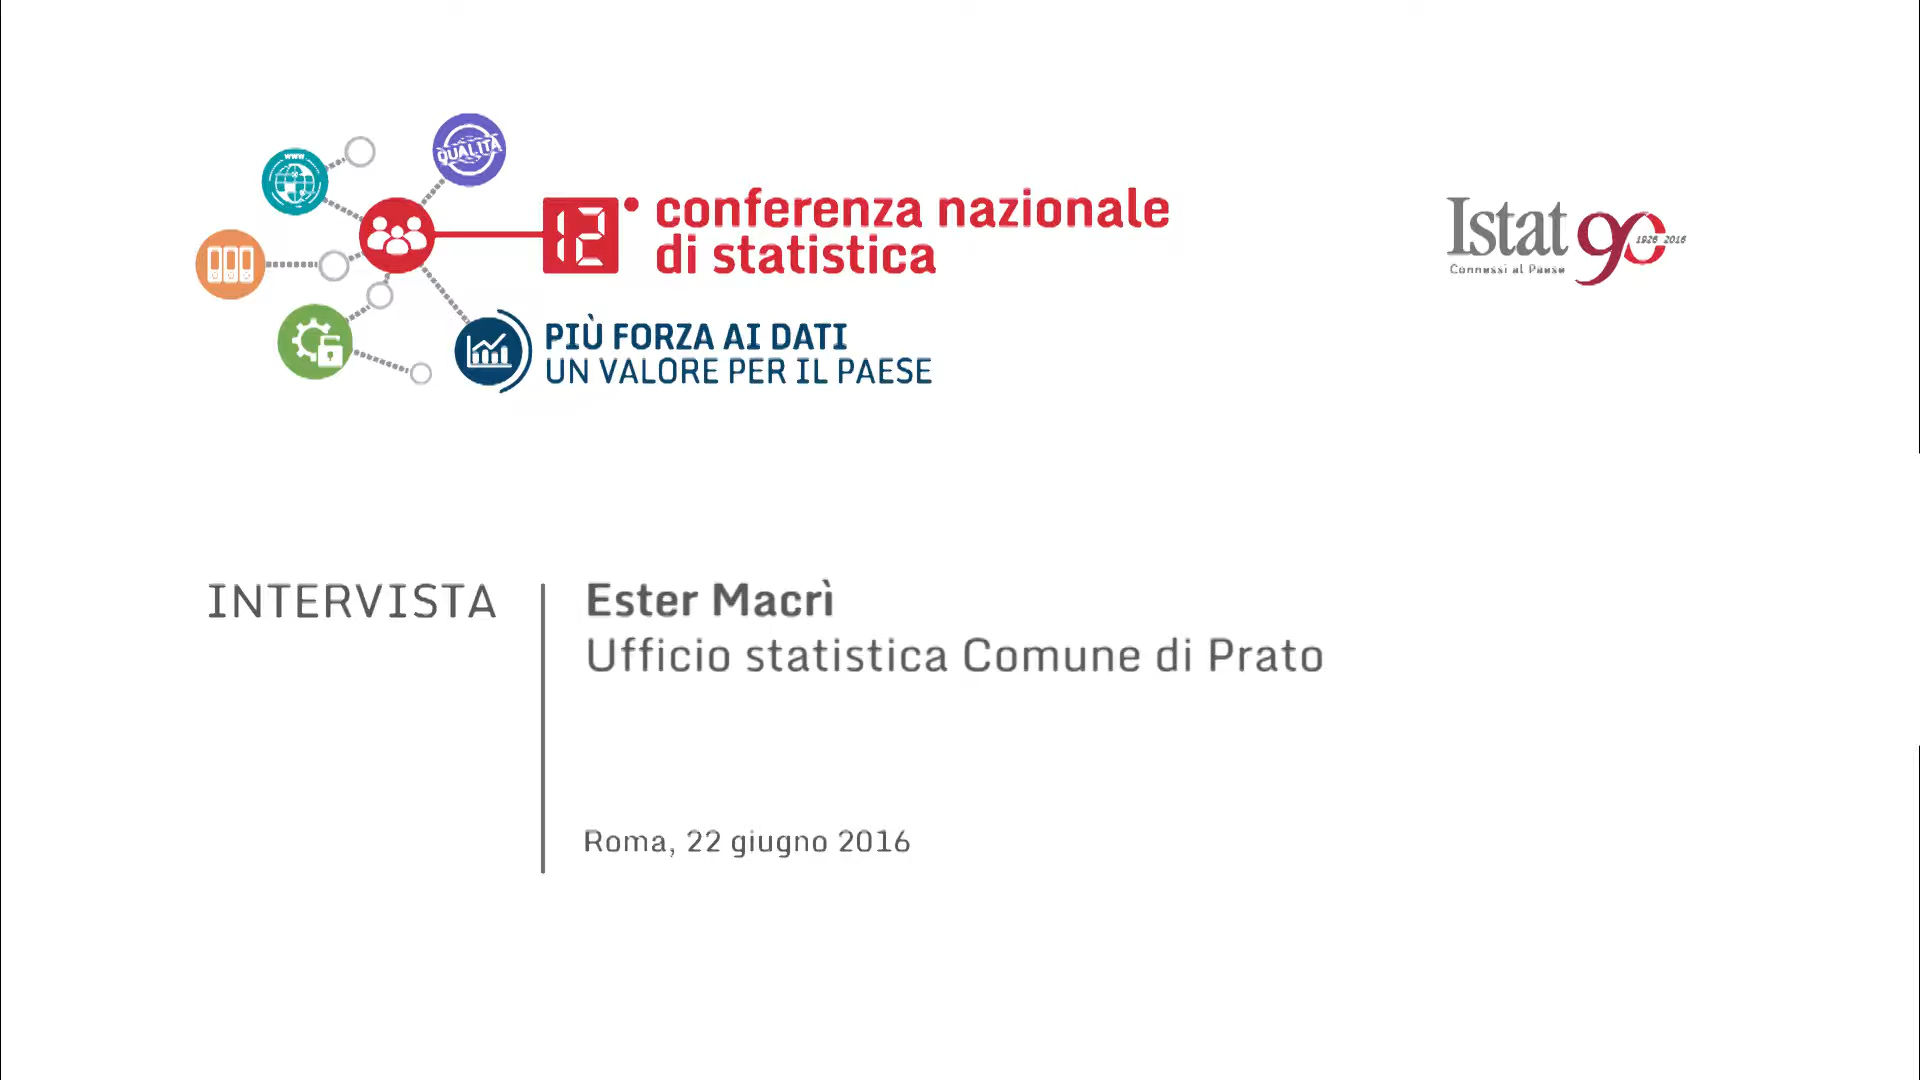 www
QUALITÀ
12° conferenza nazionale
di statistica
PIÙ FORZA AI DATI
UN VALORE PER IL PAESE
Istat 90
1926 2016
Connessi al Paese
INTERVISTA
Ester Macrì
Ufficio statistica Comune di Prato
Roma, 22 giugno 2016